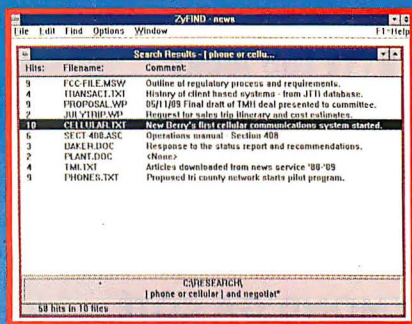 ZyFIND - news
File Edit Find Options Window F1=Help
Search Results - [ phone or cellu...
Hits: Filename: Comment:
9 FCC-FILE.MSW Outline of regulatory process and requirements.
4 TRANSACT.TXT History of client based systems - from JTTI database.
9 PROPOSAL.WP 05/11/89 Final draft of TMH deal presented to committee.
2 JULYTRIP.WP Request for sales trip itinerary and cost estimates.
10 CELLULAR.TXT New Berry's first cellular communications system started.
6 SECT-408.ASC Operations manual - Section 408
3 BAKER.DOC Response to the status report and recommendations.
2 PLANT.DOC <None>
4 TMI.TXT Articles downloaded from news service '88-'89
9 PHONES.TXT Proposed tri county network starts pilot program.
C:\RESEARCH\
[ phone or cellular ] and negotiat*
58 hits in 10 files